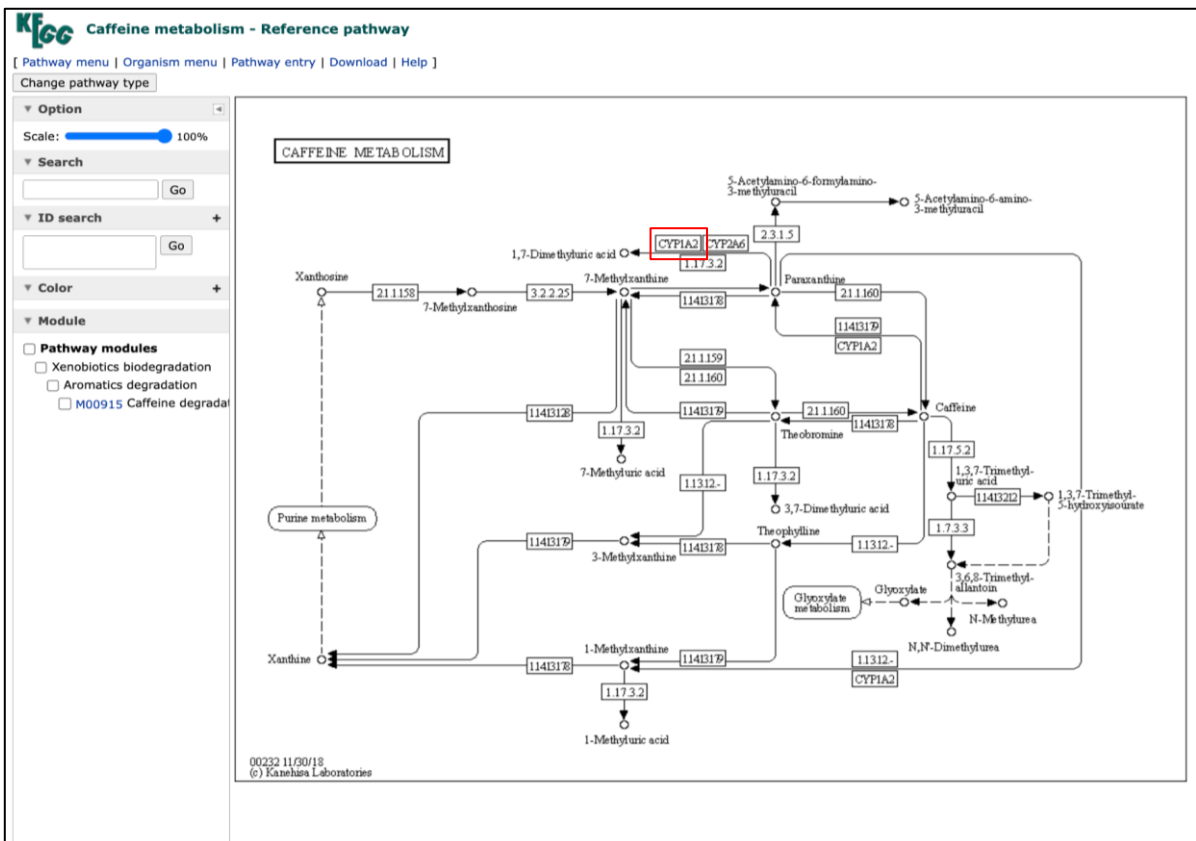 KEGG Caffeine metabolism - Reference pathway
[ Pathway menu | Organism menu | Pathway entry | Download | Help ]
Change pathway type
▼ Option
Scale: 100%
▼ Search
Go
▼ ID search +
Go
▼ Color +
▼ Module
Pathway modules
Xenobiotics biodegradation
Aromatics degradation
M00915 Caffeine degradat
CAFFEINE METABOLISM
5-Acetylamino-6-formylamino-
3-methyluracil
5-Acetylamino-6-amino-
3-methyluracil
2.3.1.5
CYP1A2 CYP2A6
1,7-Dimethyluric acid
1.17.3.2
Xanthosine
7-Methylxanthine
Paraxanthine
2.1.1.158
3.2.2.25
2.1.1.160
7-Methylxanthosine
1.14.13.178
1.14.13.179
CYP1A2
2.1.1.159
2.1.1.160
1.14.13.128
1.14.13.179
2.1.1.160
Caffeine
1.14.13.178
Theobromine
1.17.3.2
1.17.5.2
7-Methyluric acid
1.17.3.2
1,3,7-Trimethyl-
uric acid
1.13.12.-
1.14.13.212
1,3,7-Trimethyl-
5-hydroxyisourate
3,7-Dimethyluric acid
Purine metabolism
1.7.3.3
Theophylline
1.14.13.179
3-Methylxanthine
1.14.13.178
1.13.12.-
3,6,8-Trimethyl-
allantoin
Glyoxylate
metabolism
Glyoxylate
N-Methylurea
N,N'-Dimethylurea
1-Methylxanthine
Xanthine
1.14.13.178
1.14.13.179
1.13.12.-
CYP1A2
1.17.3.2
1-Methyluric acid
00232 11/30/18
(c) Kanehisa Laboratories